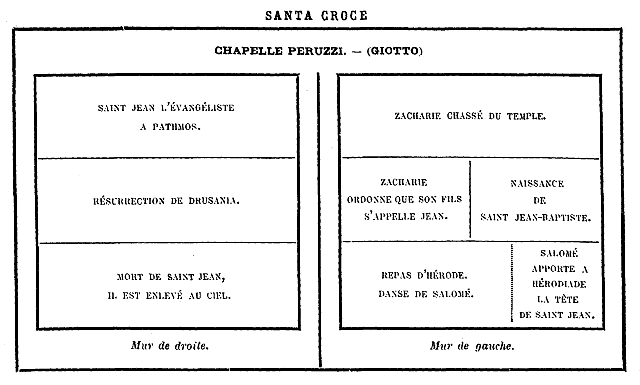 SANTA CROCE
CHAPELLE PERUZZI. — (GIOTTO)
SAINT JEAN L'ÉVANGÉLISTE
A PATHMOS.
RÉSURRECTION DE DRUSANIA.
MORT DE SAINT JEAN,
IL EST ENLEVÉ AU CIEL.
Mur de droite.
ZACHARIE CHASSÉ DU TEMPLE.
ZACHARIE
ORDONNE QUE SON FILS
S'APPELLE JEAN.
NAISSANCE
DE
SAINT JEAN-BAPTISTE.
REPAS D'HÉRODE.
DANSE DE SALOMÉ.
SALOMÉ
APPORTE A
HÉRODIADE
LA TÊTE
DE SAINT JEAN.
Mur de gauche.